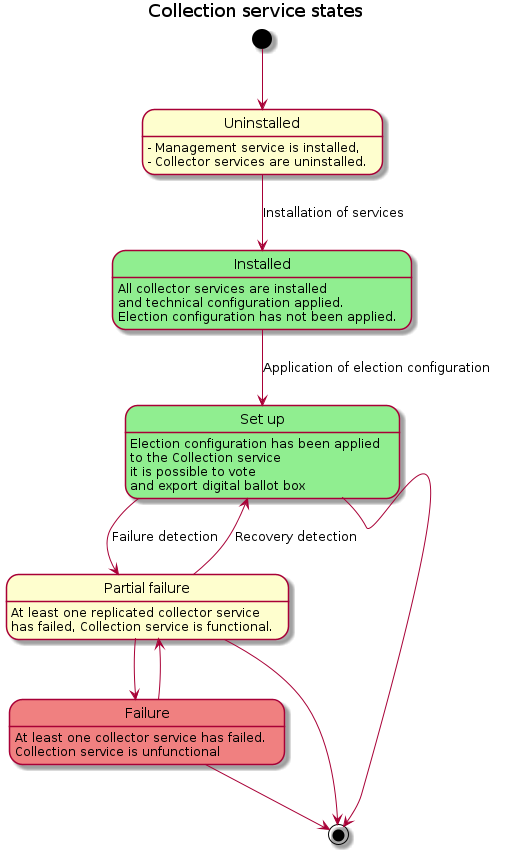 Collection service states
Uninstalled
- Management service is installed,
- Collector services are uninstalled.
Installation of services
Installed
All collector services are installed
and technical configuration applied.
Election configuration has not been applied.
Application of election configuration
Set up
Election configuration has been applied
to the Collection service
it is possible to vote
and export digital ballot box
Failure detection
Recovery detection
Partial failure
At least one replicated collector service
has failed, Collection service is functional.
Failure
At least one collector service has failed.
Collection service is unfunctional